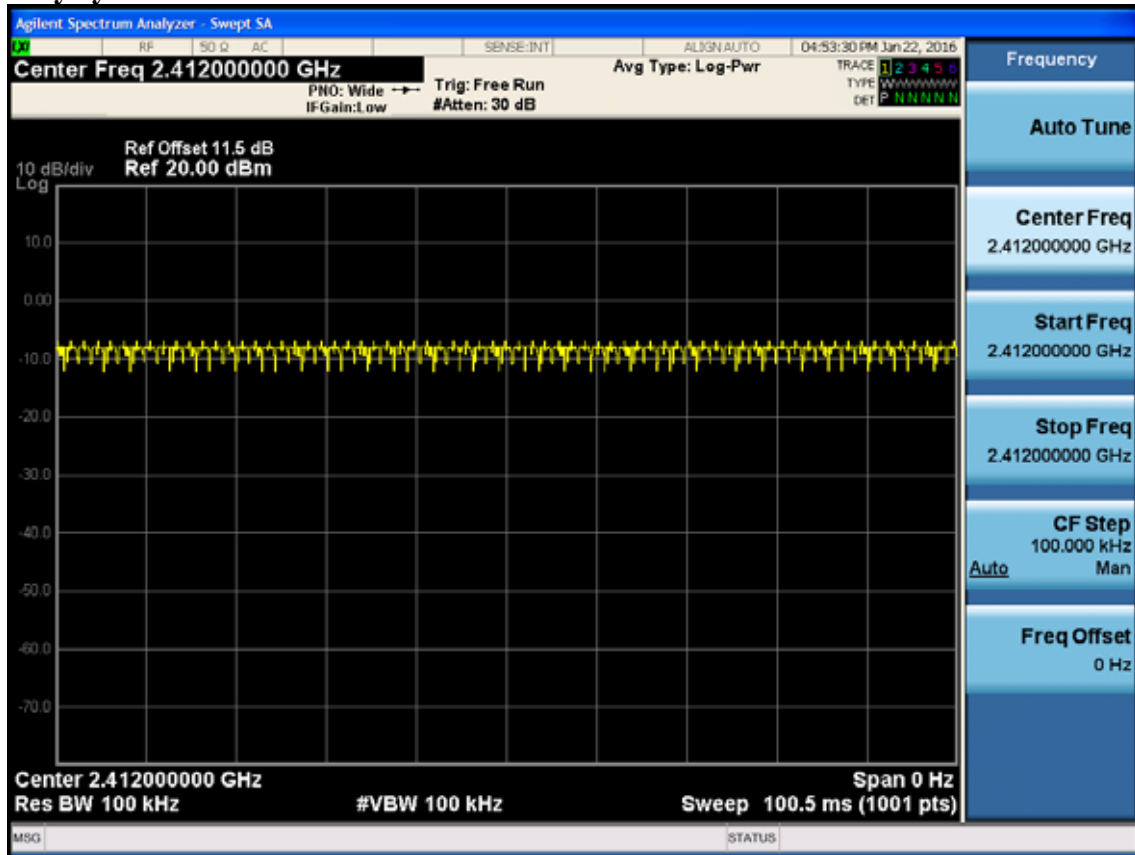 Agilent Spectrum Analyzer - Swept SA
RF 50 Ω AC SENSE:INT ALIGN AUTO 04:53:30 PM Jan 22, 2016
Center Freq 2.412000000 GHz
PNO: Wide
IFGain:Low
Trig: Free Run
#Atten: 30 dB
Avg Type: Log-Pwr
TRACE 1 2 3 4 5 6
TYPE W
DET P N N N N N
Ref Offset 11.5 dB
10 dB/div Ref 20.00 dBm
Log
10.0
0.00
-10.0
-20.0
-30.0
-40.0
-50.0
-60.0
-70.0
Center 2.412000000 GHz Span 0 Hz
Res BW 100 kHz #VBW 100 kHz Sweep 100.5 ms (1001 pts)
MSG STATUS
Frequency
Auto Tune
Center Freq
2.412000000 GHz
Start Freq
2.412000000 GHz
Stop Freq
2.412000000 GHz
CF Step
100.000 kHz
Auto Man
Freq Offset
0 Hz